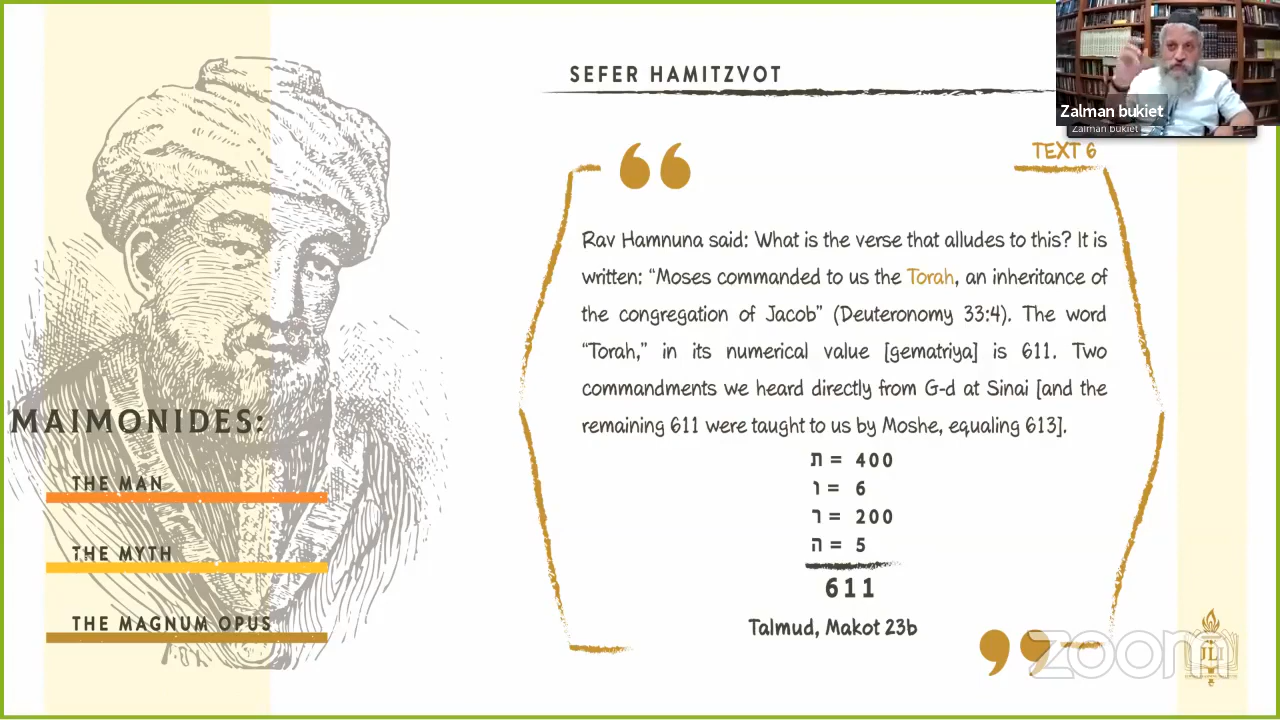 SEFER HAMITZVOT
Zalman bukiet
Zalman bukiet
TEXT 6
“
Rav Hamnuna said: What is the verse that alludes to this? It is
written: “Moses commanded to us the Torah, an inheritance of
the congregation of Jacob” (Deuteronomy 33:4). The word
“Torah,” in its numerical value [gematriya] is 611. Two
commandments we heard directly from G-d at Sinai [and the
remaining 611 were taught to us by Moshe, equaling 613].
ת = 400
ו = 6
ר = 200
ה = 5
611
Talmud, Makot 23b
”
MAIMONIDES:
THE MAN
THE MYTH
THE MAGNUM OPUS
zoom
JLI